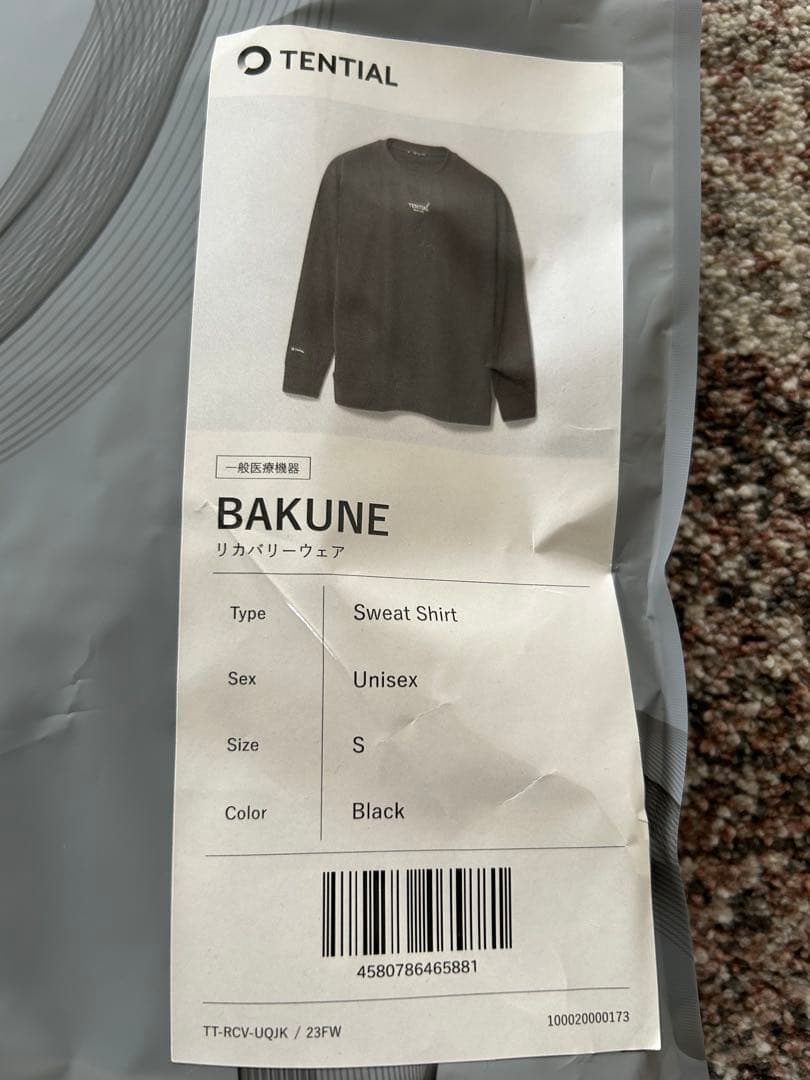 TENTIAL
TENTIAL
一般医療機器
BAKUNE
リカバリーウェア
Type Sweat Shirt
Sex Unisex
Size S
Color Black
4580786465881
TT-RCV-UQJK / 23FW
100020000173